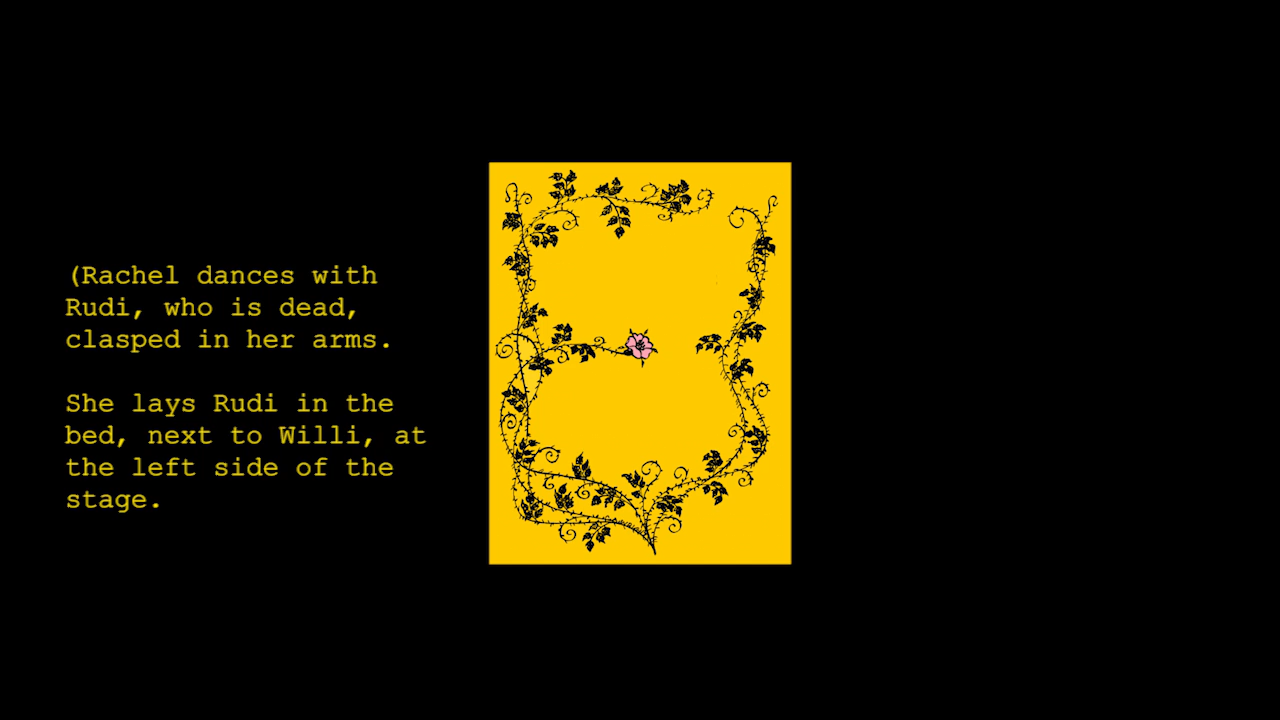 (Rachel dances with
Rudi, who is dead,
clasped in her arms.
She lays Rudi in the
bed, next to Willi, at
the left side of the
stage.